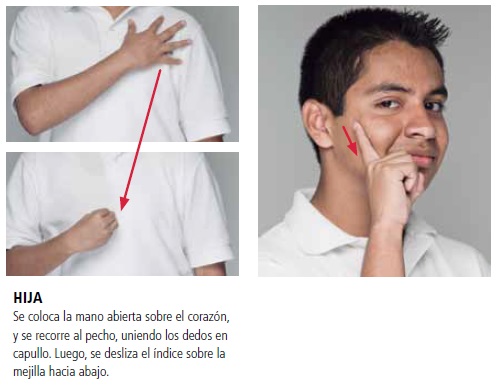 HIJA
Se coloca la mano abierta sobre el corazón,
y se recorre al pecho, uniendo los dedos en
capullo. Luego, se desliza el índice sobre la
mejilla hacia abajo.